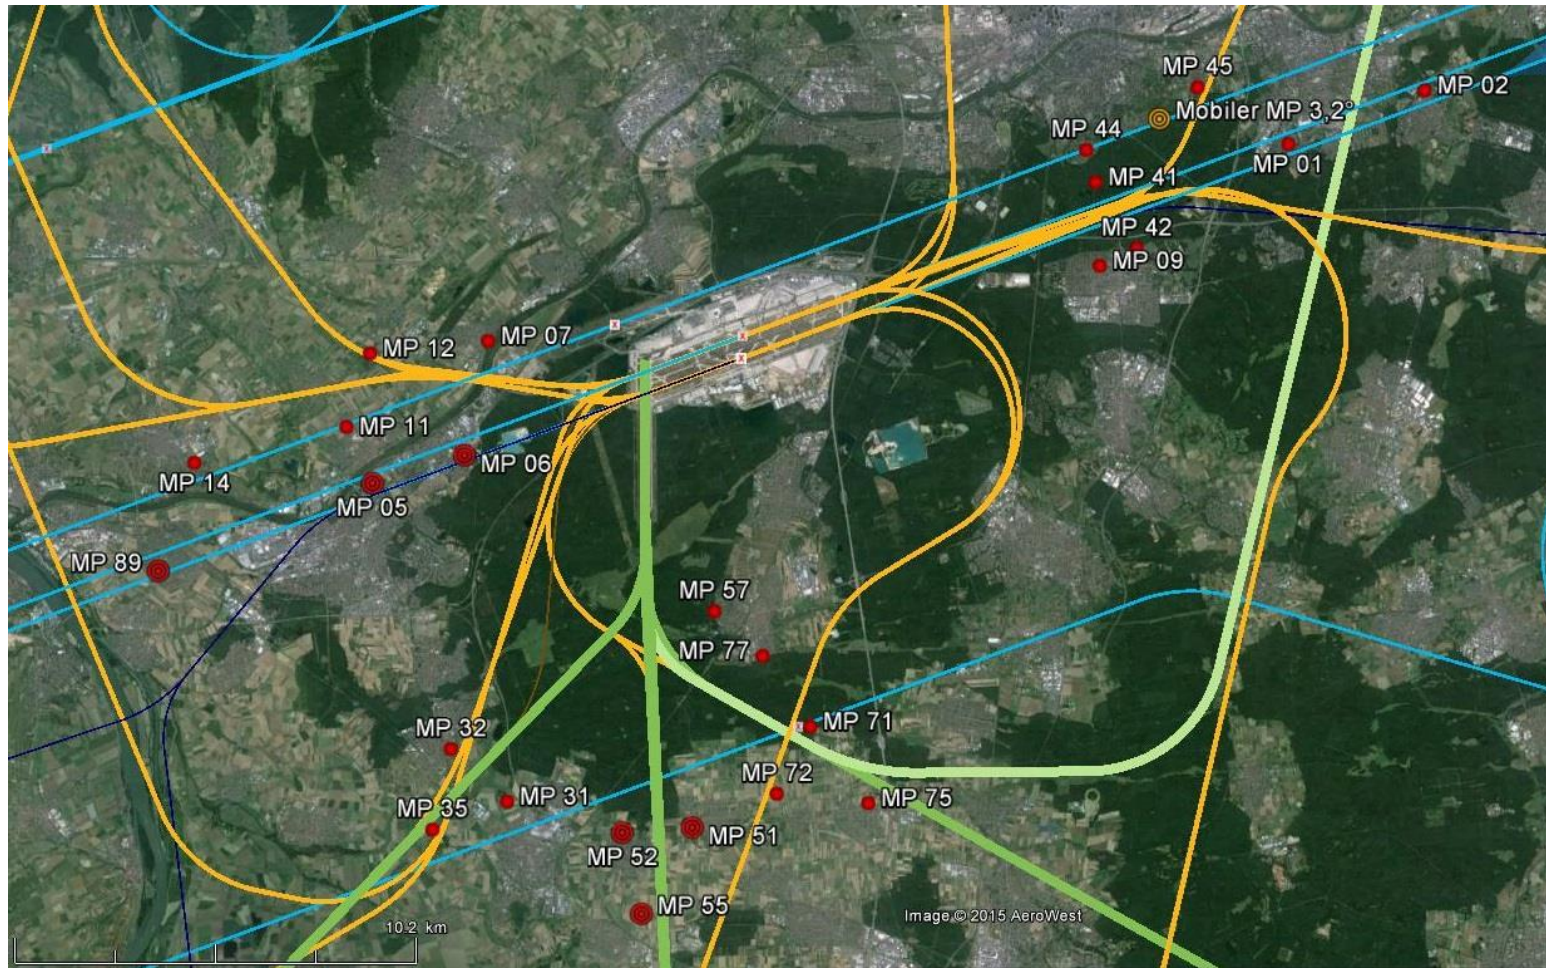 MP 45
MP 02
Mobiler MP 3,2°
MP 44
MP 01
MP 41
MP 42
MP 09
MP 07
MP 12
MP 11
MP 06
MP 14
MP 05
MP 89
MP 57
MP 77
MP 71
MP 32
MP 72
MP 31
MP 75
MP 35
MP 51
MP 52
MP 55
Image © 2015 AeroWest
10.2 km